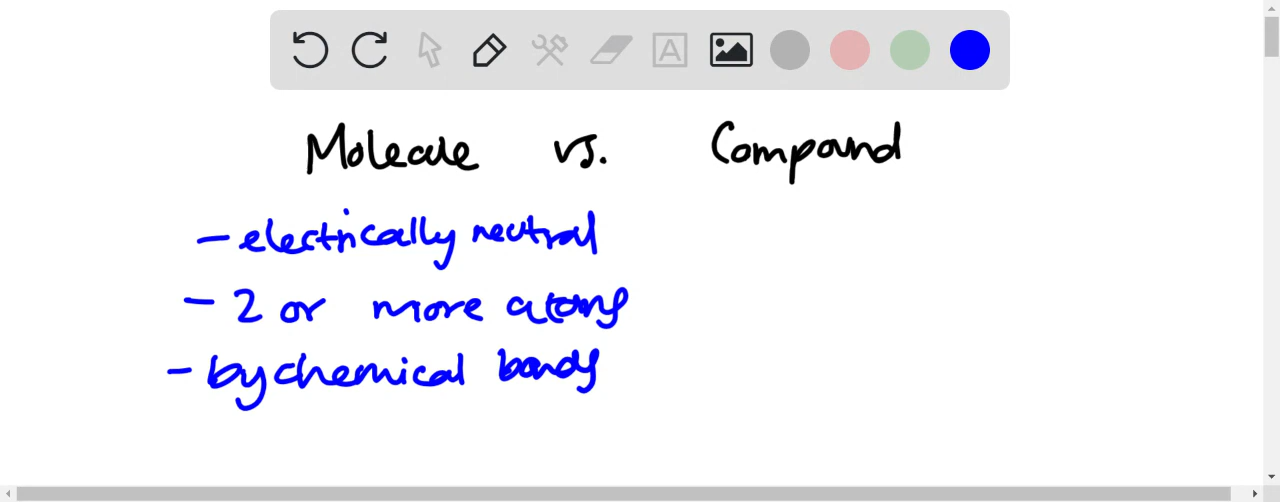 A
Molecule vs. Compound
- electrically neutral
- 2 or more atoms
- by chemical bonds